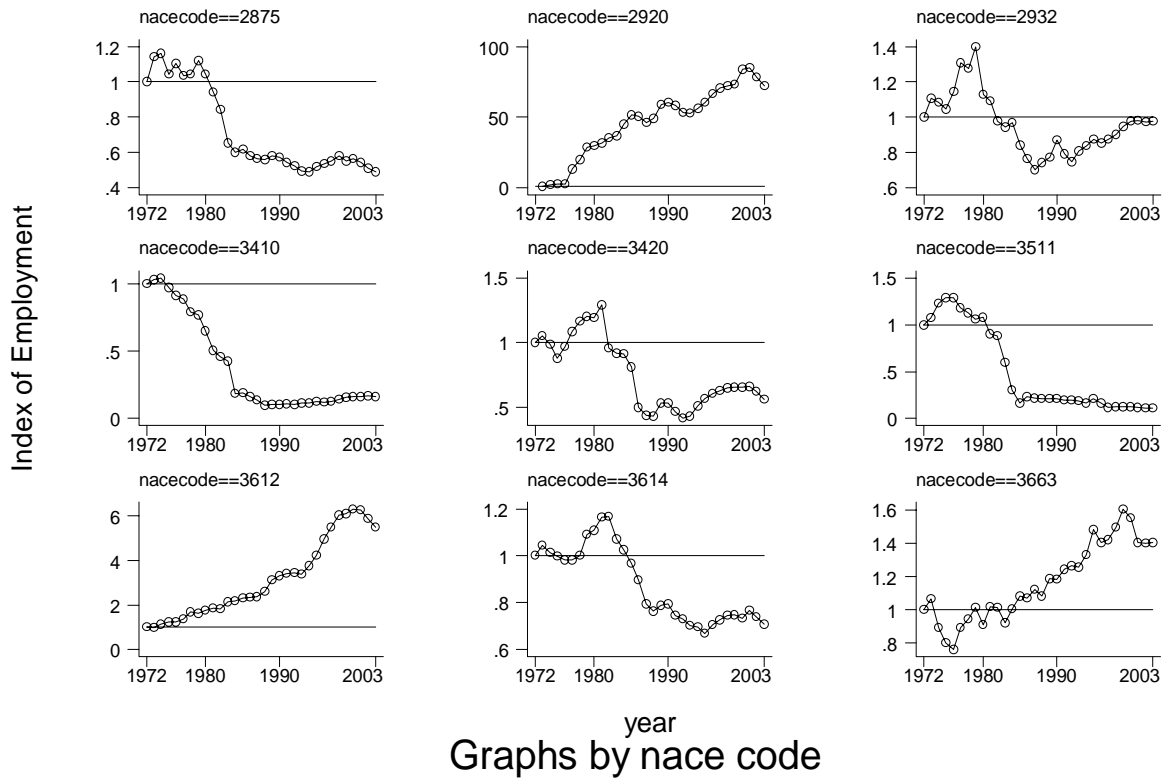 nacecode==2875
nacecode==2920
nacecode==2932
1.2
1
.8
.6
.4
1972 1980 1990 2003
100
50
0
1972 1980 1990 2003
1.4
1.2
1
.8
.6
1972 1980 1990 2003
Index of Employment
nacecode==3410
nacecode==3420
nacecode==3511
1
.5
0
1972 1980 1990 2003
1.5
1
.5
1972 1980 1990 2003
1.5
1
.5
0
1972 1980 1990 2003
nacecode==3612
nacecode==3614
nacecode==3663
6
4
2
0
1972 1980 1990 2003
1.2
1
.8
.6
1972 1980 1990 2003
1.6
1.4
1.2
1
.8
1972 1980 1990 2003
year
Graphs by nace code